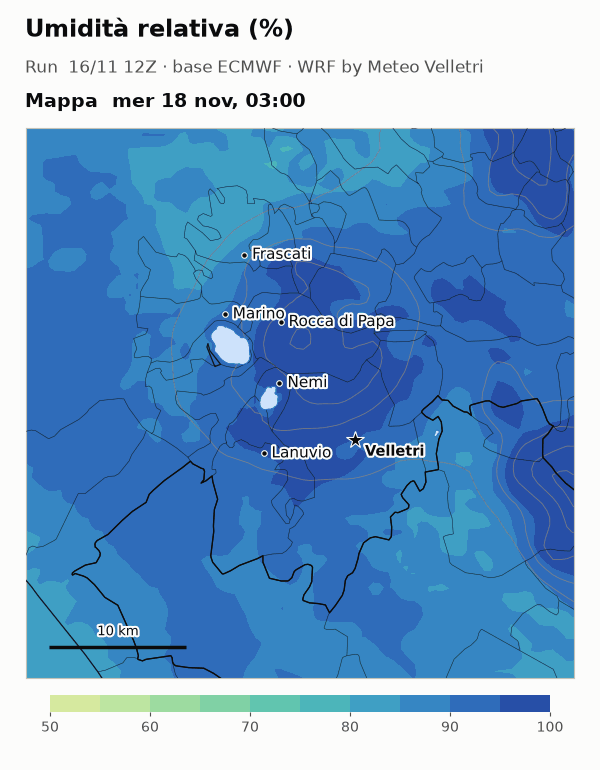 Umidità relativa (%)
Run  16/11 12Z · base ECMWF · WRF by Meteo Velletri
Mappa  mer 18 nov, 03:00
Frascati
Marino
Rocca di Papa
Nemi
Velletri
Lanuvio
10 km
50 60 70 80 90 100